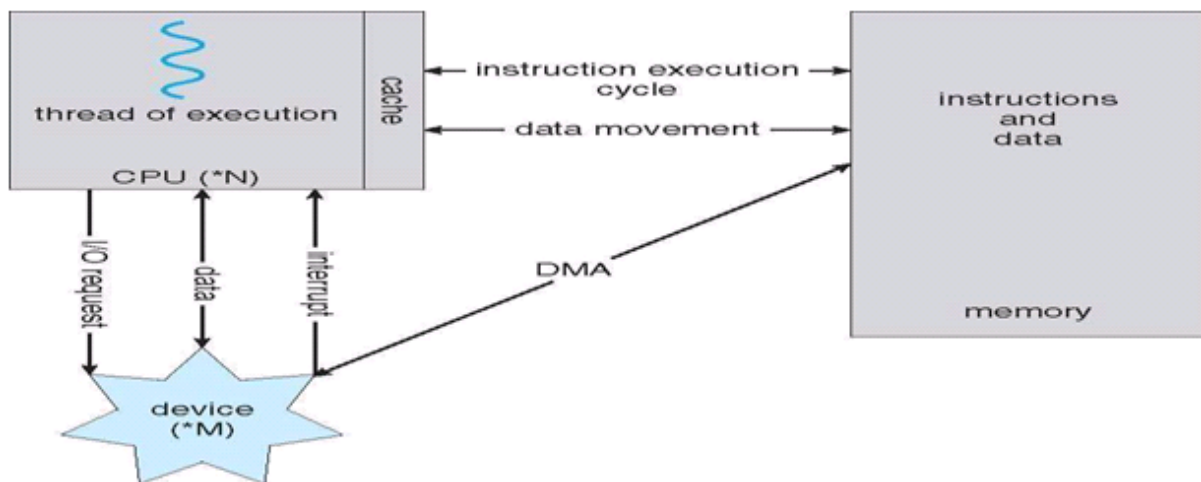 thread of execution
CPU (*N)
cache
instruction execution
cycle
data movement
instructions
and
data
memory
I/O request
data
interrupt
DMA
device
(*M)